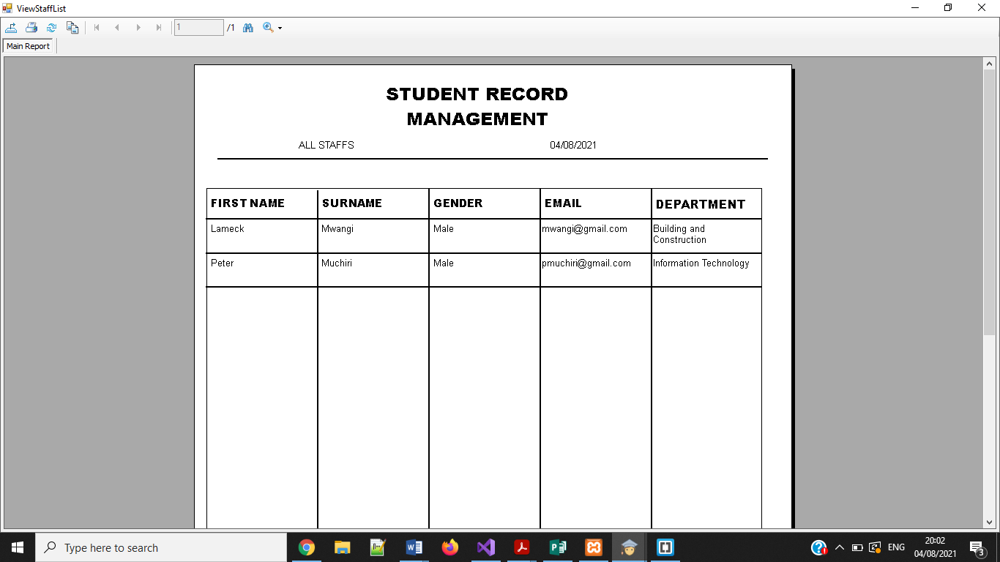 ViewStaffList
1 /1
Main Report
STUDENT RECORD
MANAGEMENT
ALL STAFFS 04/08/2021
FIRST NAME SURNAME GENDER EMAIL DEPARTMENT
Lameck Mwangi Male mwangi@gmail.com Building and
Construction
Peter Muchiri Male pmuchiri@gmail.com Information Technology
Type here to search
ENG
20:02
04/08/2021
3